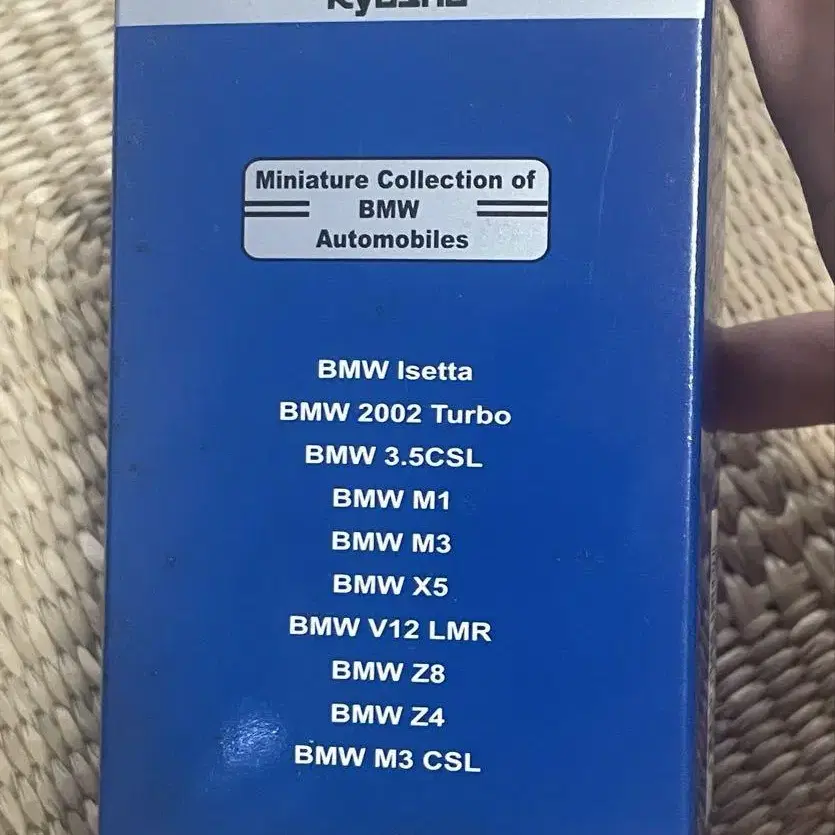 Kyosho
Miniature Collection of
BMW
Automobiles
BMW Isetta
BMW 2002 Turbo
BMW 3.5CSL
BMW M1
BMW M3
BMW X5
BMW V12 LMR
BMW Z8
BMW Z4
BMW M3 CSL